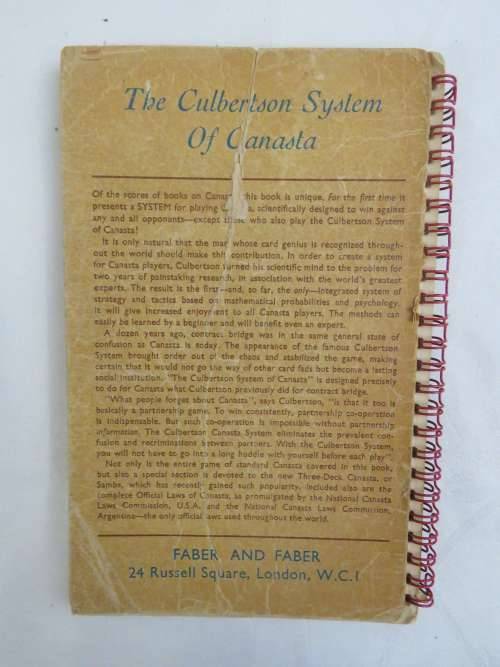 The Culbertson System
Of Canasta
Of the scores of books on Canasta this book is unique. For the first time it
presents a SYSTEM for playing C a, scientifically designed to win against
any and all opponents—except those who also play the Culbertson System
of Canasta!
It is only natural that the man whose card genius is recognized through-
out the world should make this contribution. In order to create a system
for Canasta players, Culbertson turned his scientific mind to the problem for
two years of painstaking research, in association with the world's greatest
experts. The result is the first—and, so far, the only—integrated system of
strategy and tactics based on mathematical probabilities and psychology.
It will give increased enjoyment to all Canasta players. The methods can
easily be learned by a beginner and will benefit even an expert.
A dozen years ago, contract bridge was in the same general state of
confusion as Canasta is today. The appearance of the famous Culbertson
System brought order out of the chaos and stabilized the game, making
certain that it would not go the way of other card fads but become a lasting
social institution. "The Culbertson System of Canasta" is designed precisely
to do for Canasta what Culbertson previously did for contract bridge.
"What people forget about Canasta", says Culbertson, "is that it too is
basically a partnership game. To win consistently, partnership co-operation
is indispensable. But such co-operation is impossible without partnership
information. The Culbertson Canasta System eliminates the prevalent con-
fusion and recriminations between partners. With the Culbertson System,
you will not have to go into a long huddle with yourself before each play".
Not only is the entire game of standard Canasta covered in this book,
but also a special section is devoted to the new Three-Deck Canasta, or
Samba, which has recently gained such popularity. Included also are the
complete Official Laws of Canasta, as promulgated by the National Canasta
Laws Commission, U.S.A. and the National Canasta Laws Commission,
Argentina—the only official laws used throughout the world.
FABER AND FABER
24 Russell Square, London, W.C.1